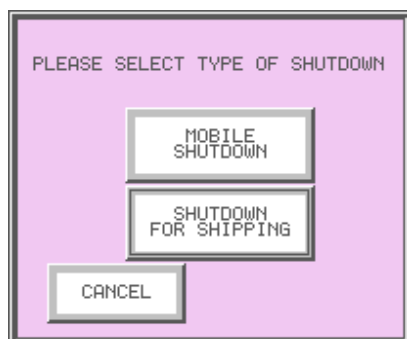 PLEASE SELECT TYPE OF SHUTDOWN
MOBILE
SHUTDOWN
SHUTDOWN
FOR SHIPPING
CANCEL